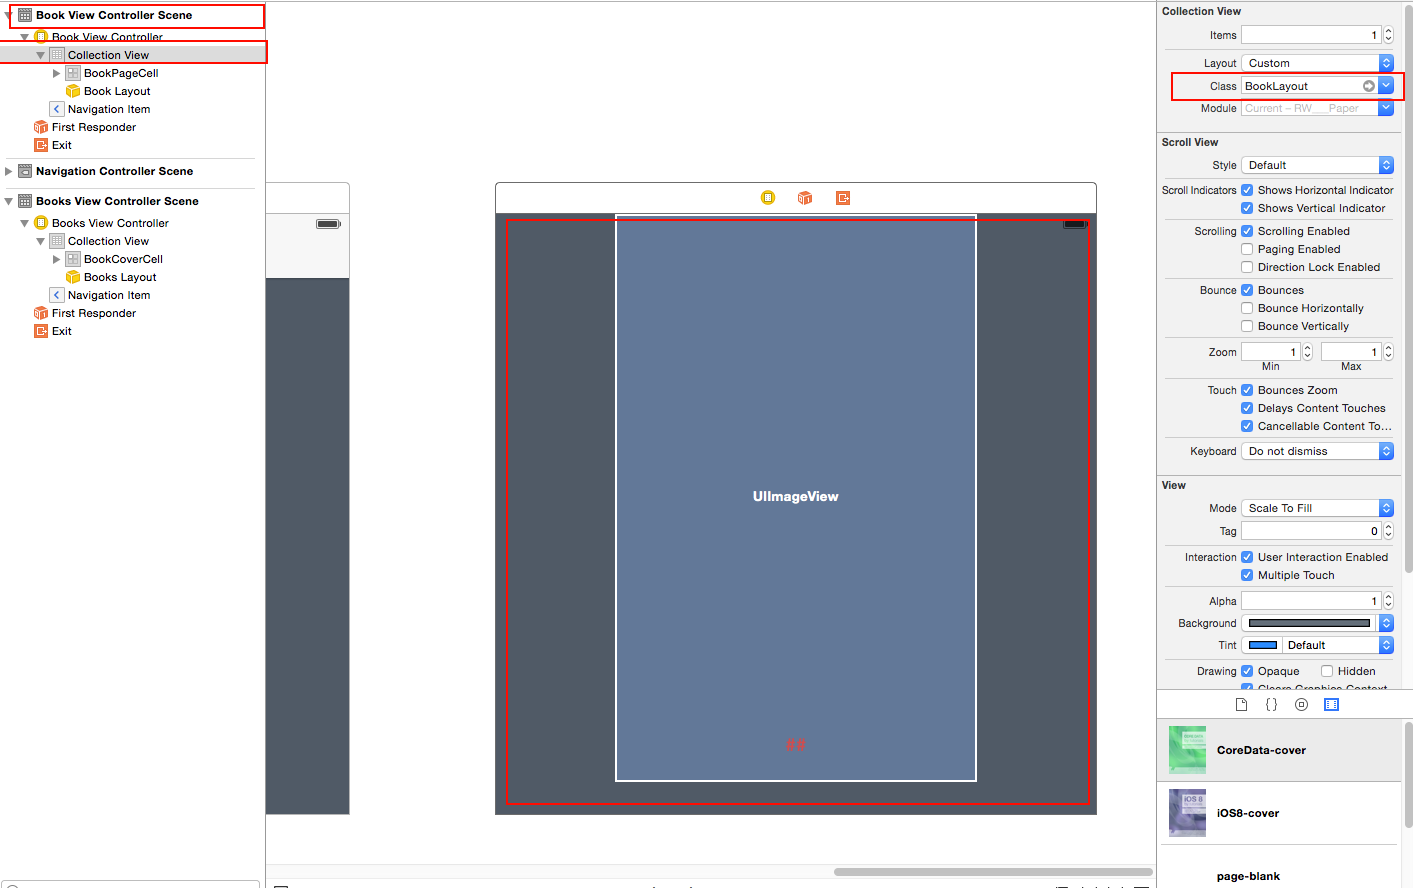 Book View Controller Scene
Book View Controller
Collection View
BookPageCell
Book Layout
Navigation Item
First Responder
Exit
Navigation Controller Scene
Books View Controller Scene
Books View Controller
Collection View
BookCoverCell
Books Layout
Navigation Item
First Responder
Exit
UIImageView
##
Collection View
Items 1
Layout Custom
Class BookLayout
Module Current – RW___Paper
Scroll View
Style Default
Scroll Indicators Shows Horizontal Indicator
Shows Vertical Indicator
Scrolling Scrolling Enabled
Paging Enabled
Direction Lock Enabled
Bounce Bounces
Bounce Horizontally
Bounce Vertically
Zoom 1 1
Min Max
Touch Bounces Zoom
Delays Content Touches
Cancellable Content To...
Keyboard Do not dismiss
View
Mode Scale To Fill
Tag 0
Interaction User Interaction Enabled
Multiple Touch
Alpha 1
Background
Tint Default
Drawing Opaque Hidden
Clears Graphics Context
{ }
CoreData-cover
iOS 8
iOS8-cover
page-blank